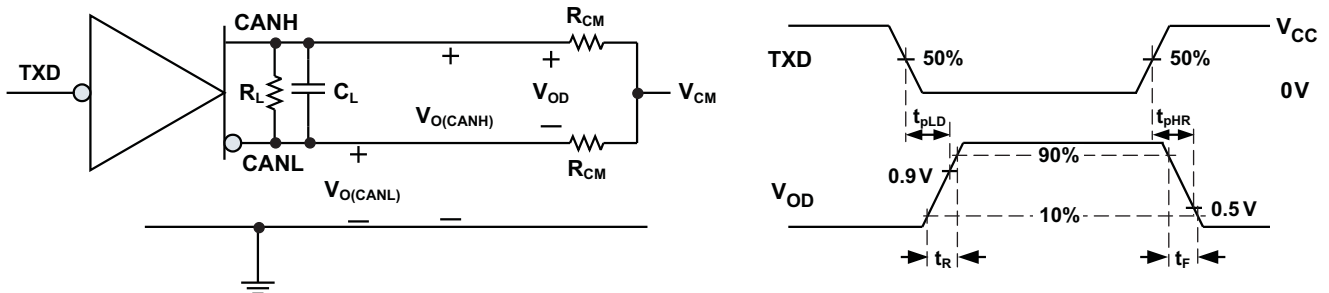 CANH
R_CM
TXD
R_L
C_L
V_OD
V_CM
V_O(CANH)
CANL
R_CM
V_O(CANL)
TXD
50%
50%
V_CC
0 V
t_pLD
t_pHR
90%
0.9 V
V_OD
10%
0.5 V
t_R
t_F